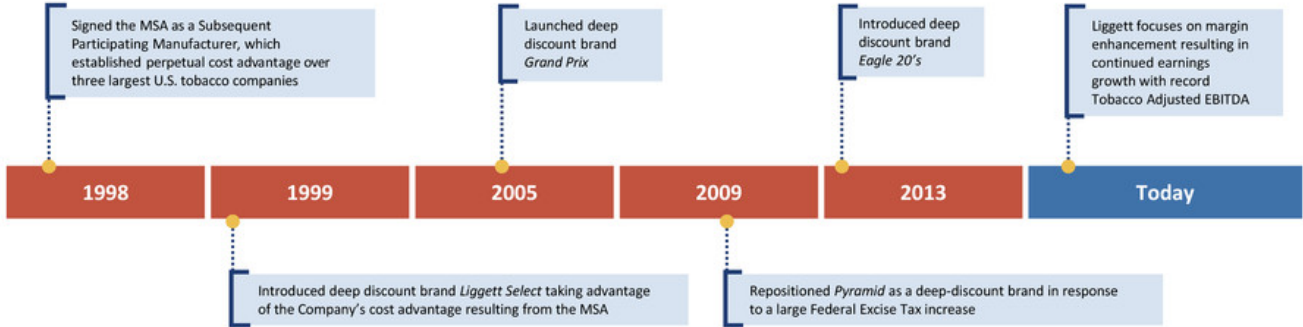 Signed the MSA as a Subsequent
Participating Manufacturer, which
established perpetual cost advantage over
three largest U.S. tobacco companies
Launched deep
discount brand
Grand Prix
Introduced deep
discount brand
Eagle 20's
Liggett focuses on margin
enhancement resulting in
continued earnings
growth with record
Tobacco Adjusted EBITDA
1998
1999
2005
2009
2013
Today
Introduced deep discount brand Liggett Select taking advantage
of the Company's cost advantage resulting from the MSA
Repositioned Pyramid as a deep-discount brand in response
to a large Federal Excise Tax increase